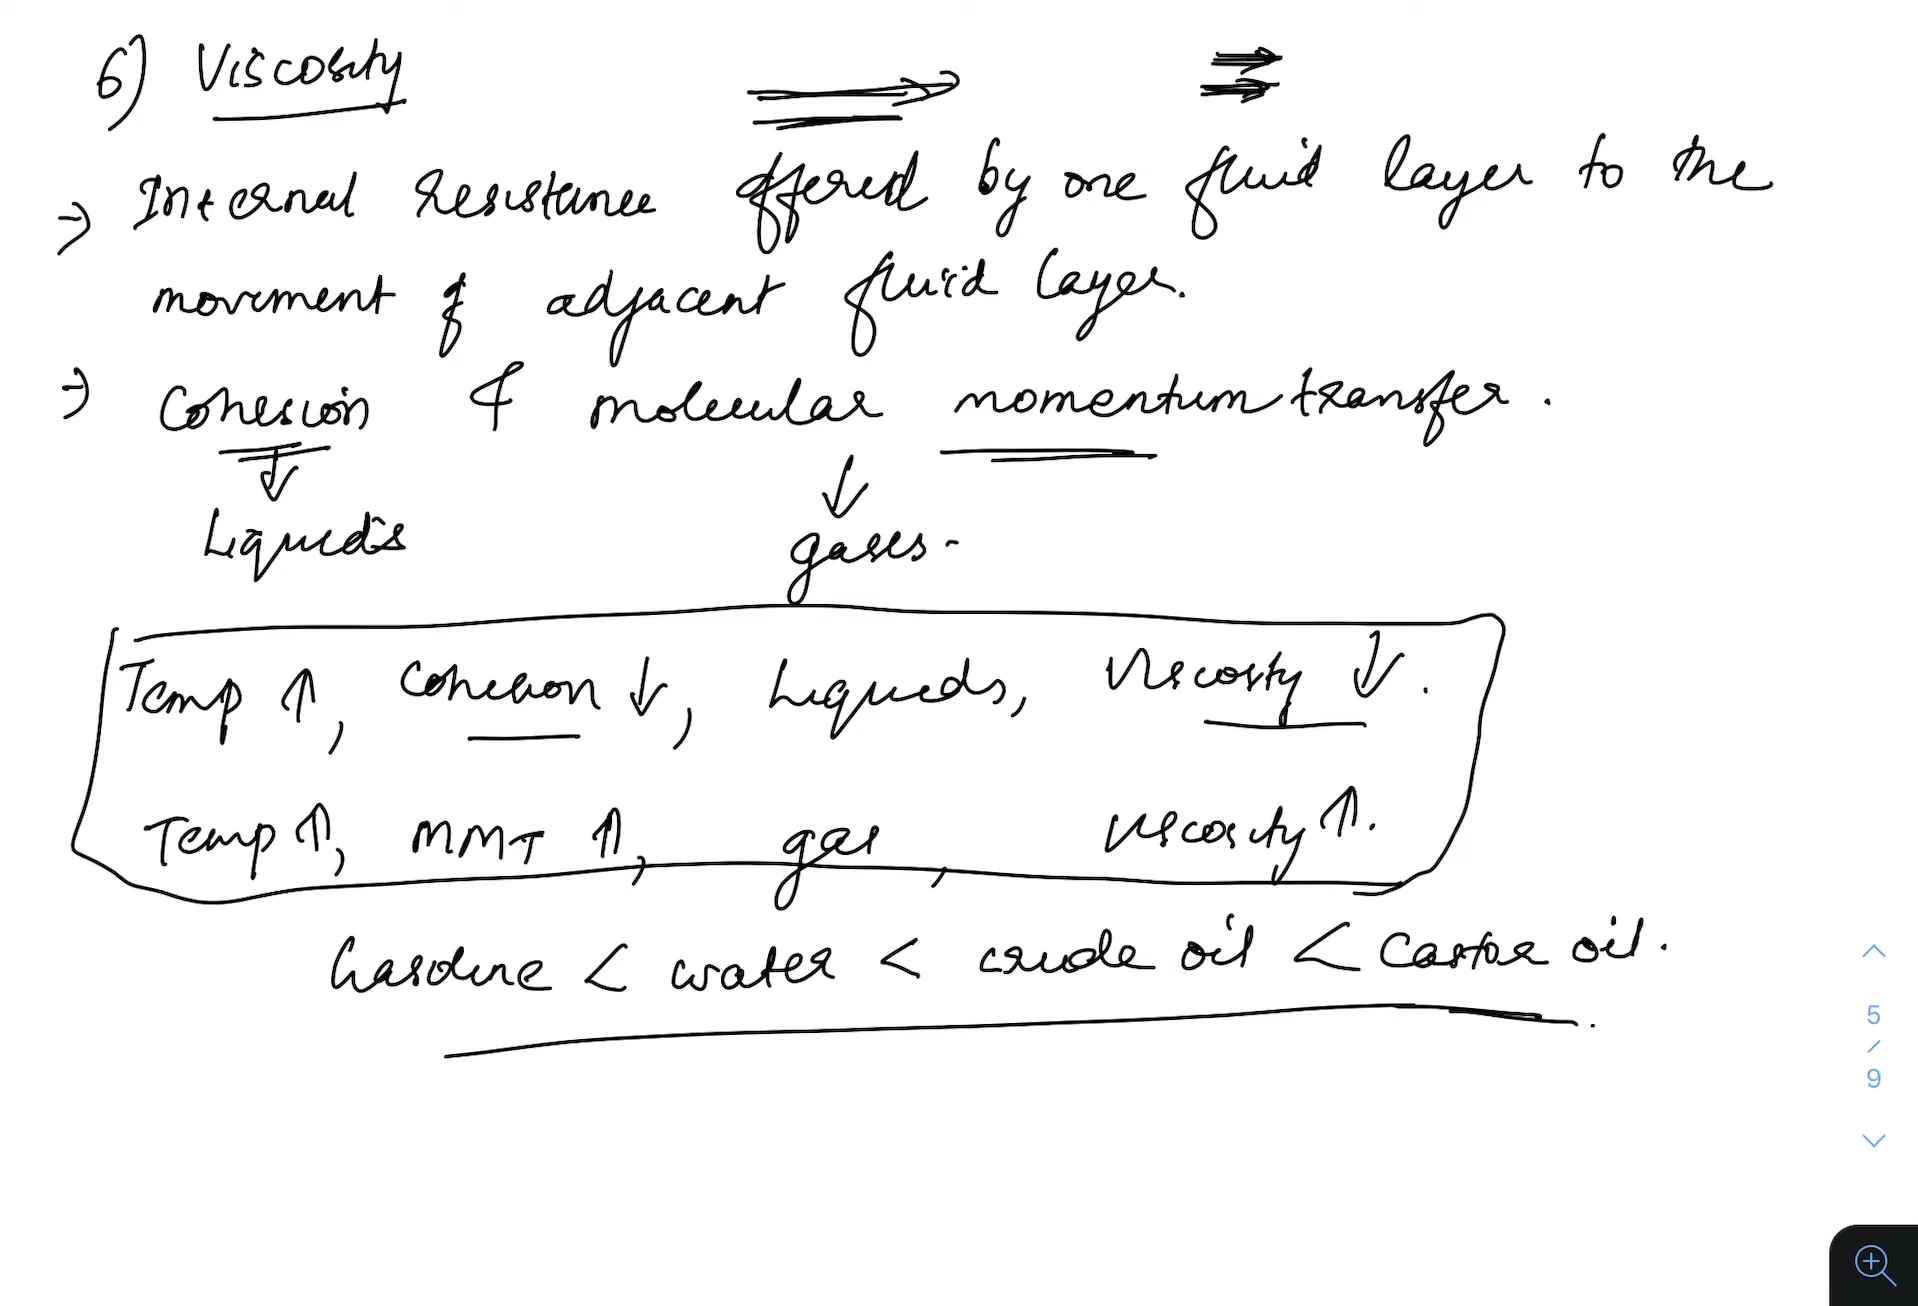 6) Viscosity
→ Internal resistance offered by one fluid layer to the
movement of adjacent fluid layer.
→ Cohesion & molecular momentum transfer.
↓ ↓
Liquids gases.
Temp ↑, Cohesion ↓, Liquids, Viscosity ↓.
Temp ↑, MMT ↑, gas, Viscosity ↑.
Gasoline < water < crude oil < Castor oil.
5
/
9